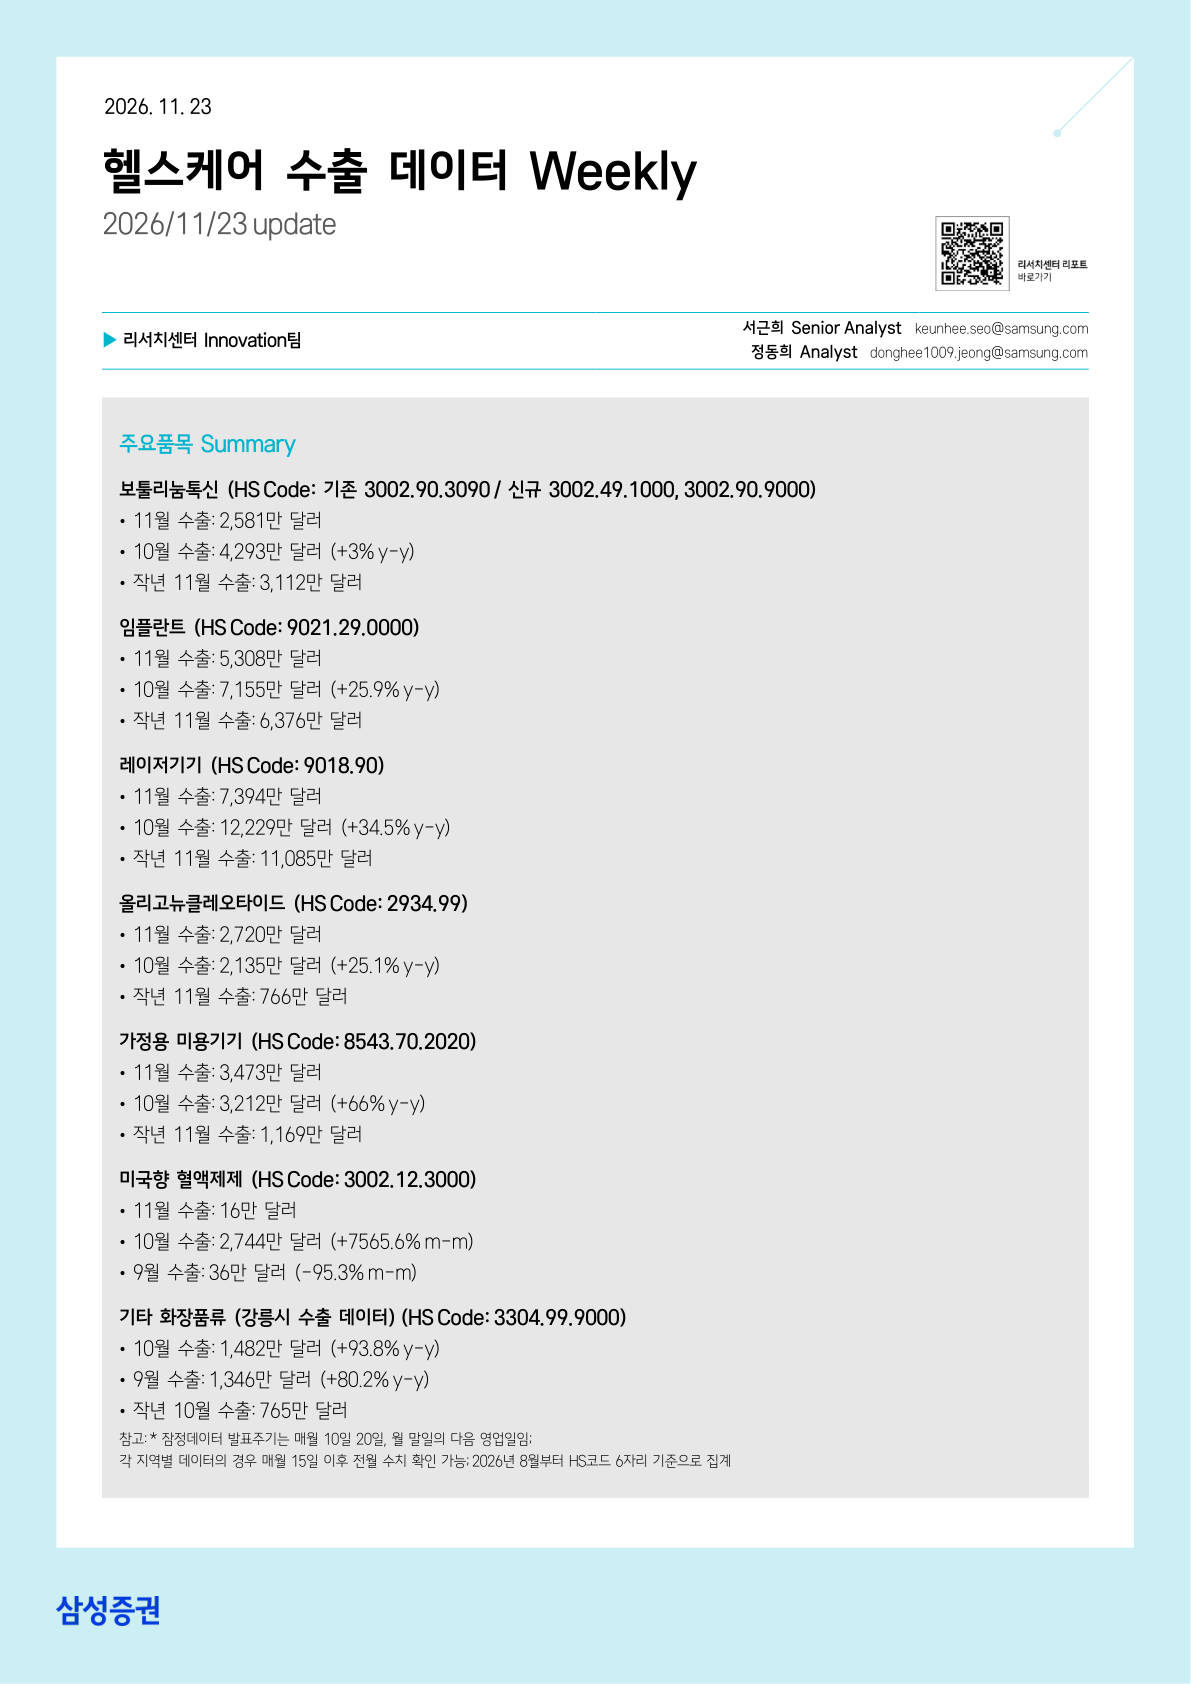 2026. 11. 23
헬스케어 수출 데이터 Weekly
2026/11/23 update
리서치센터 리포트
바로가기
▶ 리서치센터 Innovation팀
서근희 Senior Analyst keunhee.seo@samsung.com
정동희 Analyst donghee1009.jeong@samsung.com
주요품목 Summary
보툴리눔톡신 (HS Code: 기존 3002.90.3090 / 신규 3002.49.1000, 3002.90.9000)
• 11월 수출: 2,581만 달러
• 10월 수출: 4,293만 달러 (+3% y-y)
• 작년 11월 수출: 3,112만 달러
임플란트 (HS Code: 9021.29.0000)
• 11월 수출: 5,308만 달러
• 10월 수출: 7,155만 달러 (+25.9% y-y)
• 작년 11월 수출: 6,376만 달러
레이저기기 (HS Code: 9018.90)
• 11월 수출: 7,394만 달러
• 10월 수출: 12,229만 달러 (+34.5% y-y)
• 작년 11월 수출: 11,085만 달러
올리고뉴클레오타이드 (HS Code: 2934.99)
• 11월 수출: 2,720만 달러
• 10월 수출: 2,135만 달러 (+25.1% y-y)
• 작년 11월 수출: 766만 달러
가정용 미용기기 (HS Code: 8543.70.2020)
• 11월 수출: 3,473만 달러
• 10월 수출: 3,212만 달러 (+66% y-y)
• 작년 11월 수출: 1,169만 달러
미국향 혈액제제 (HS Code: 3002.12.3000)
• 11월 수출: 16만 달러
• 10월 수출: 2,744만 달러 (+7565.6% m-m)
• 9월 수출: 36만 달러 (-95.3% m-m)
기타 화장품류 (강릉시 수출 데이터) (HS Code: 3304.99.9000)
• 10월 수출: 1,482만 달러 (+93.8% y-y)
• 9월 수출: 1,346만 달러 (+80.2% y-y)
• 작년 10월 수출: 765만 달러
참고: * 잠정데이터 발표주기는 매월 10일 20일, 월 말일의 다음 영업일임;
각 지역별 데이터의 경우 매월 15일 이후 전월 수치 확인 가능; 2026년 8월부터 HS코드 6자리 기준으로 집계
삼성증권